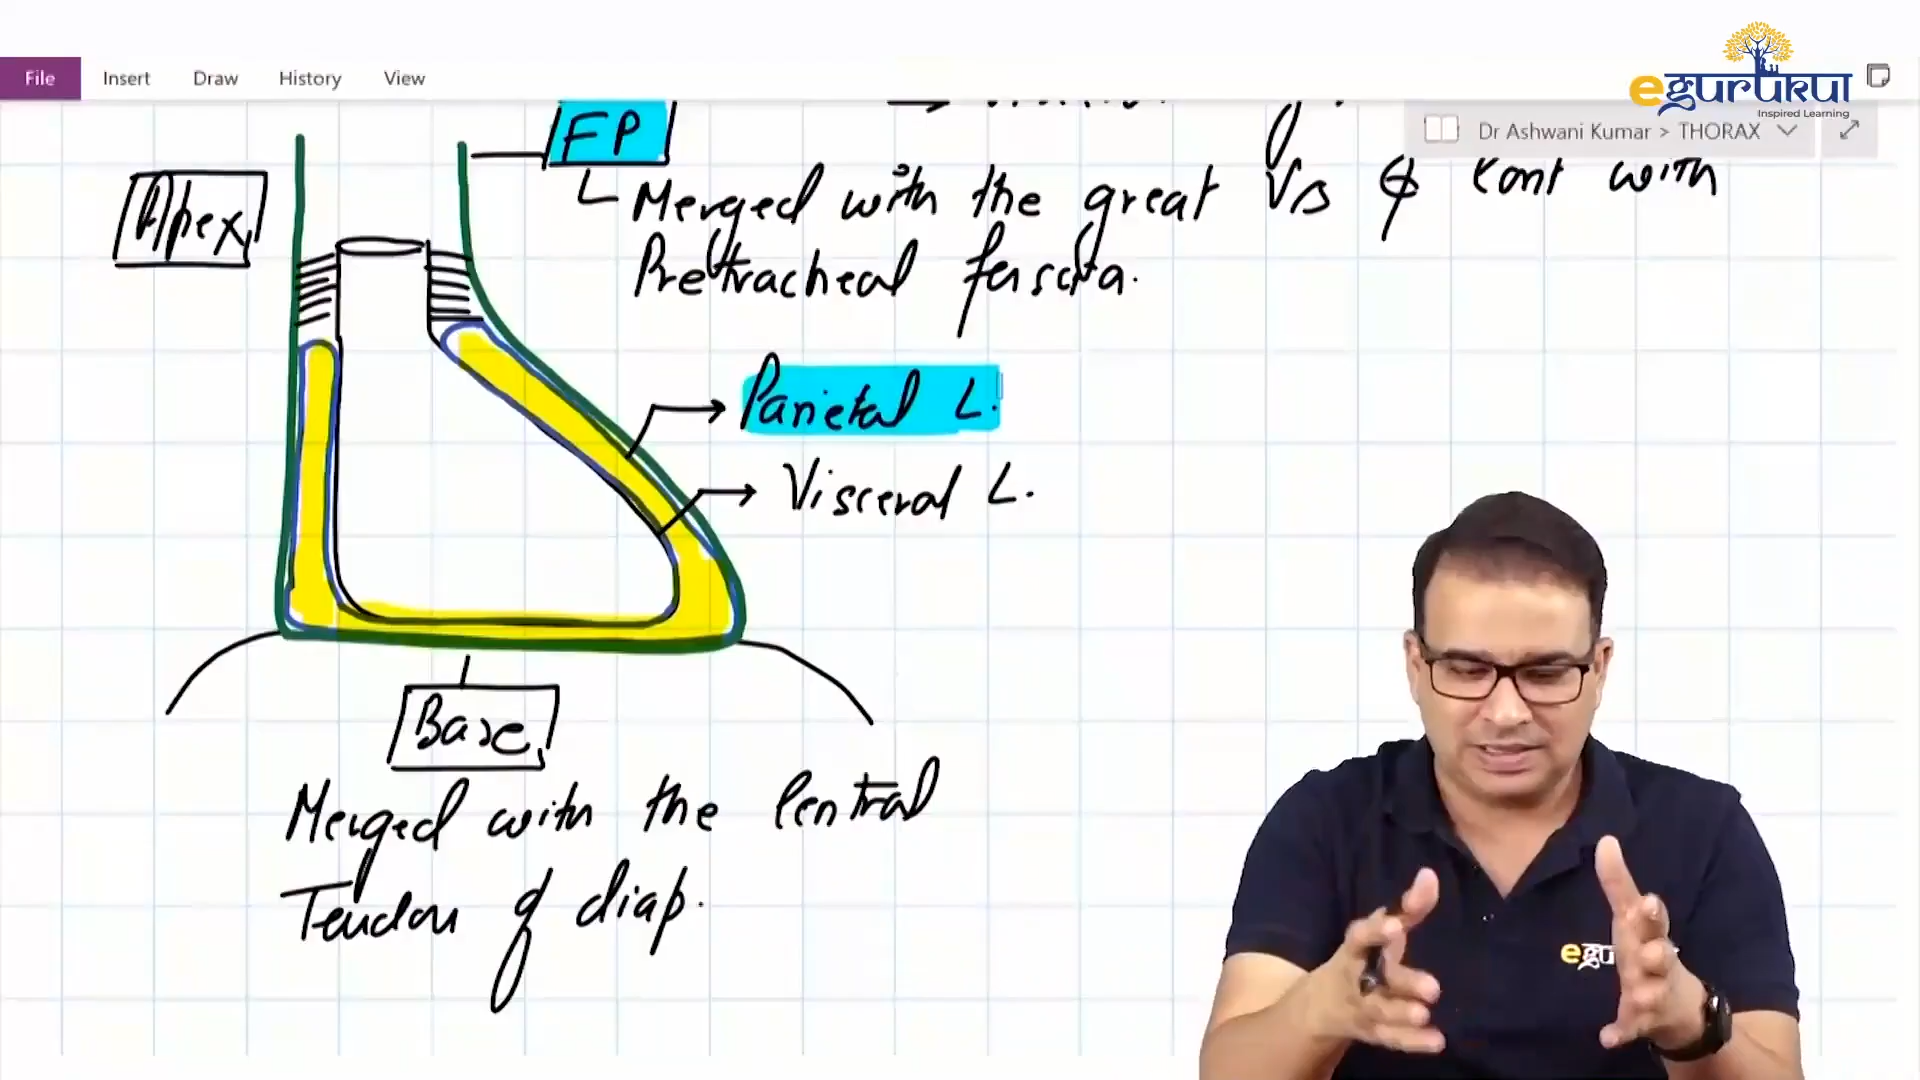 egurukul
Inspired Learning
File Insert Draw History View
Dr Ashwani Kumar > THORAX
FP
Apex
Merged with the great Vs & cont with
Pretracheal fascia.
Parietal L.
Visceral L.
Base
Merged with the Central
Tendon of diap.
egu